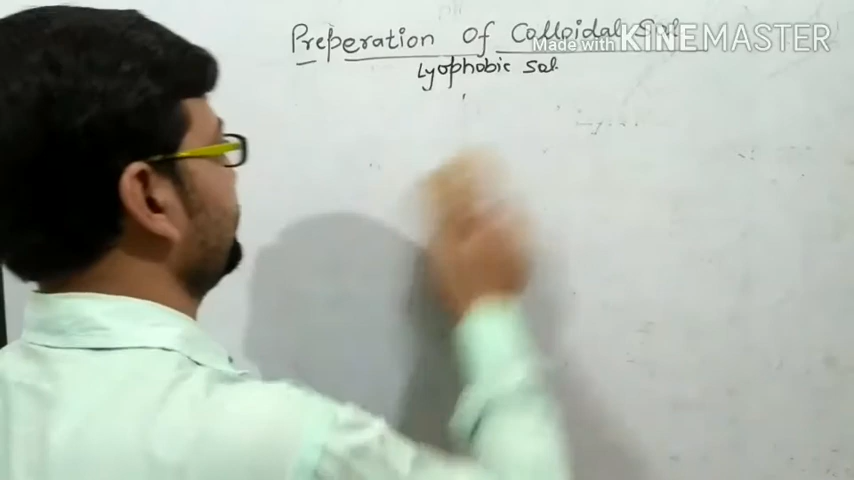 Preperation of Colloidal Sol
Made with KINEMASTER
Lyophobic sol.